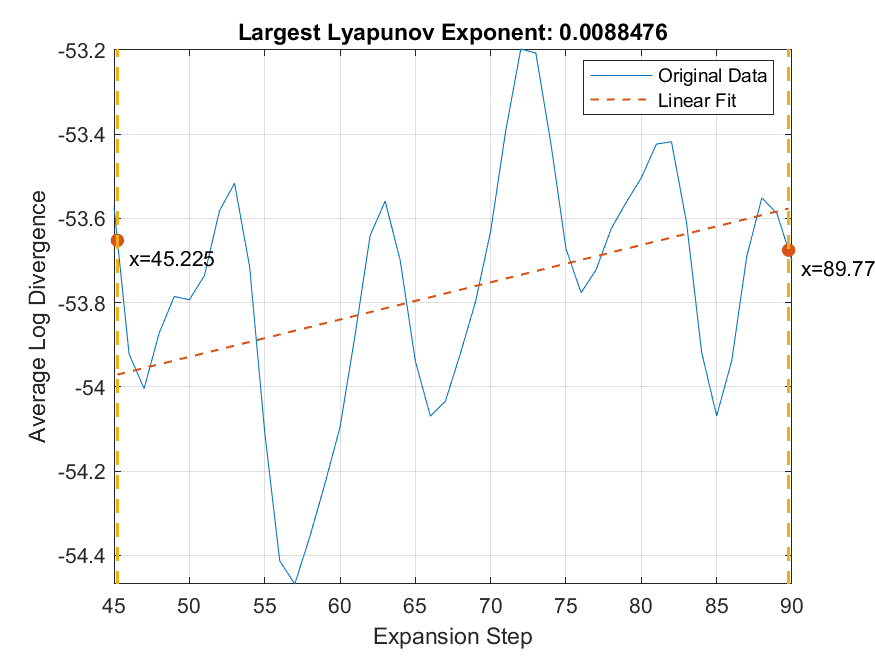 Largest Lyapunov Exponent: 0.0088476
-53.2
-53.4
-53.6
-53.8
-54
-54.2
-54.4
Average Log Divergence
Original Data
Linear Fit
x=45.225
x=89.77
45 50 55 60 65 70 75 80 85 90
Expansion Step